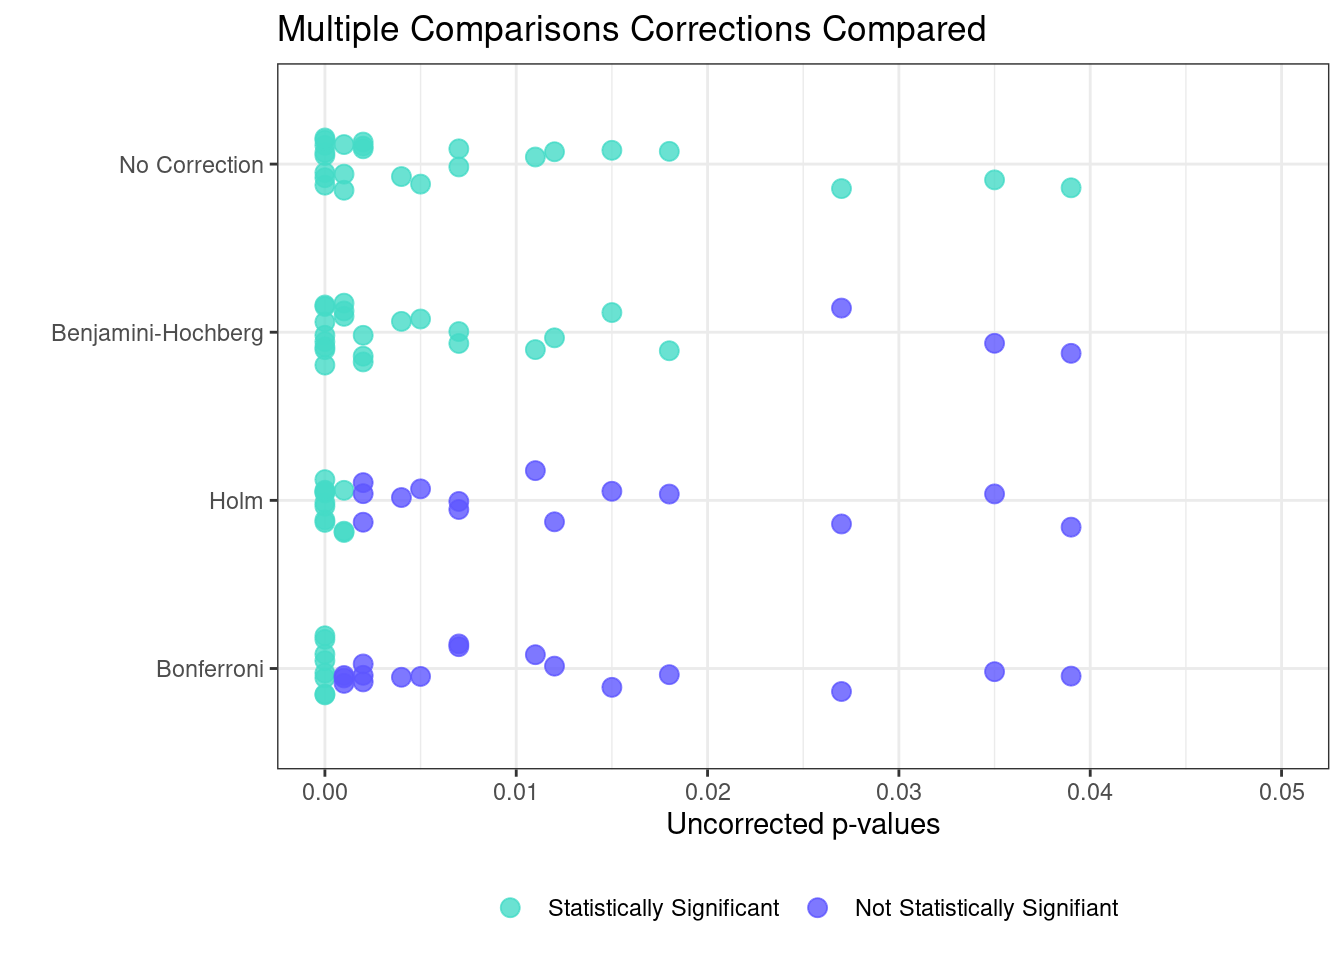 Multiple Comparisons Corrections Compared
No Correction
Benjamini-Hochberg
Holm
Bonferroni
0.00 0.01 0.02 0.03 0.04 0.05
Uncorrected p-values
Statistically Significant Not Statistically Signifiant